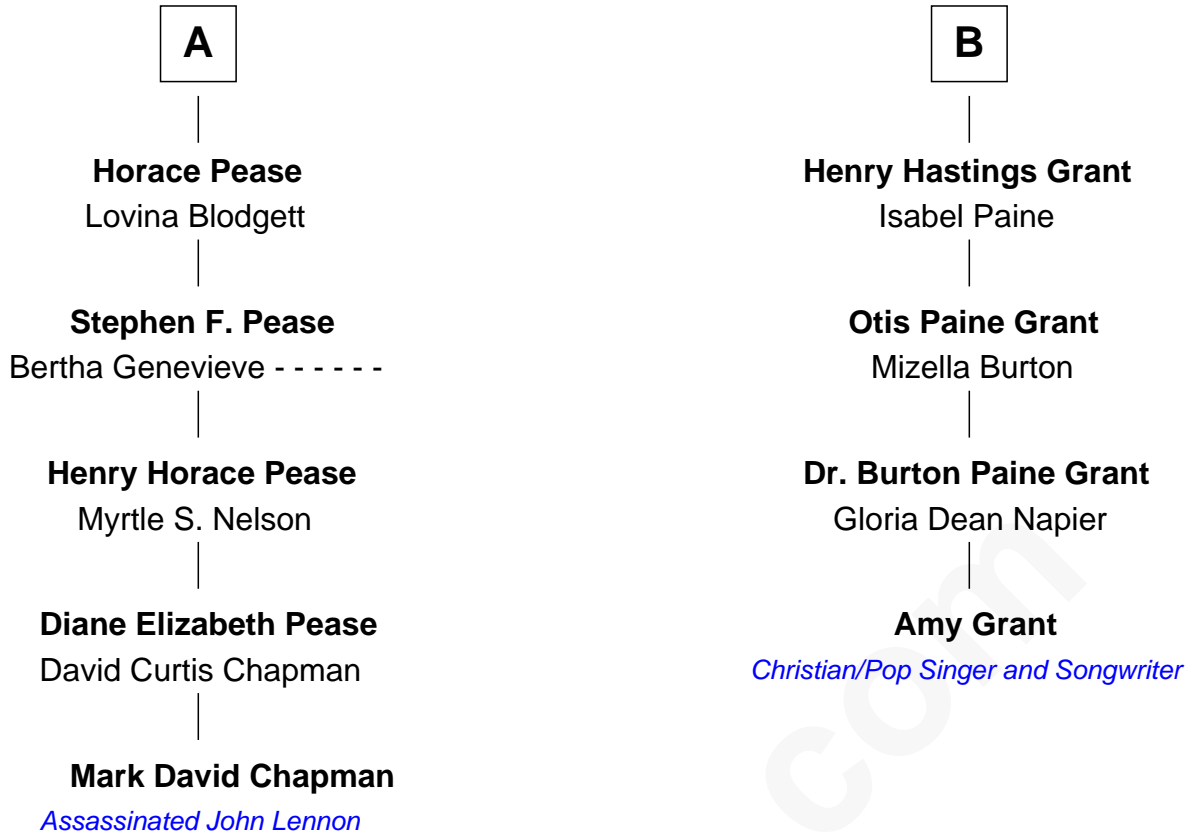 A
Horace Pease
Lovina Blodgett
Stephen F. Pease
Bertha Genevieve - - - - - -
Henry Horace Pease
Myrtle S. Nelson
Diane Elizabeth Pease
David Curtis Chapman
Mark David Chapman
Assassinated John Lennon
B
Henry Hastings Grant
Isabel Paine
Otis Paine Grant
Mizella Burton
Dr. Burton Paine Grant
Gloria Dean Napier
Amy Grant
Christian/Pop Singer and Songwriter
com